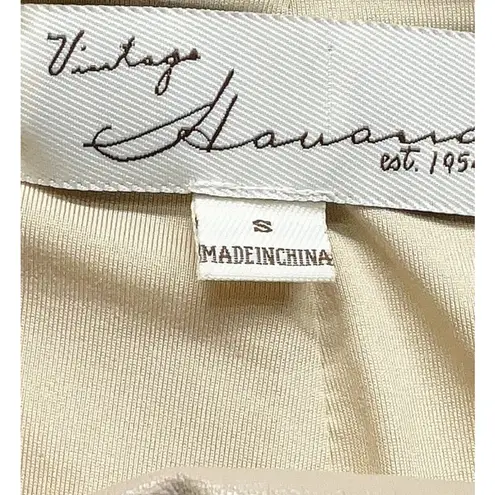 Vintage
Havana
est. 195
S
MADEINCHINA